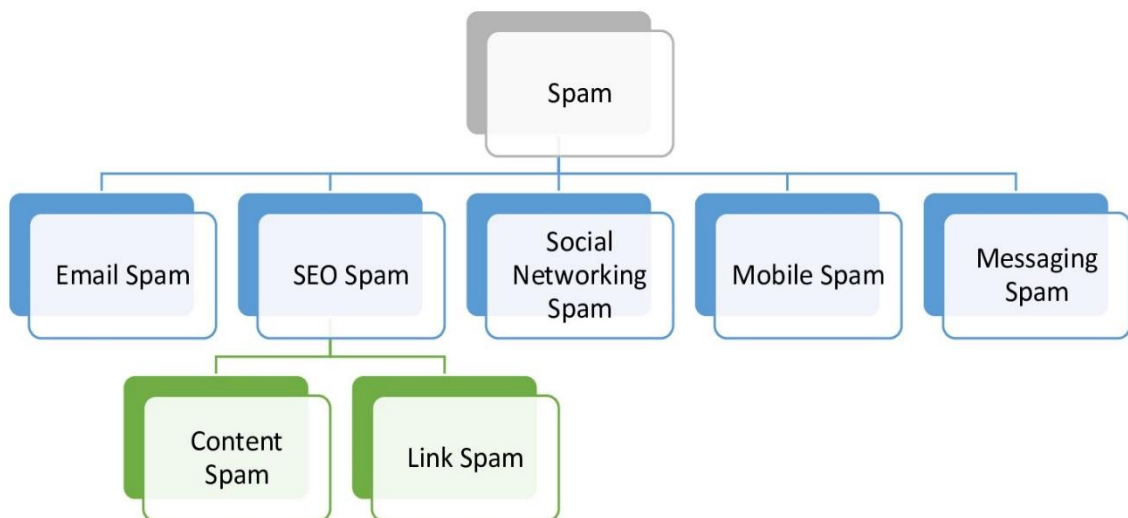 Spam
Email Spam
SEO Spam
Social
Networking
Spam
Mobile Spam
Messaging
Spam
Content
Spam
Link Spam